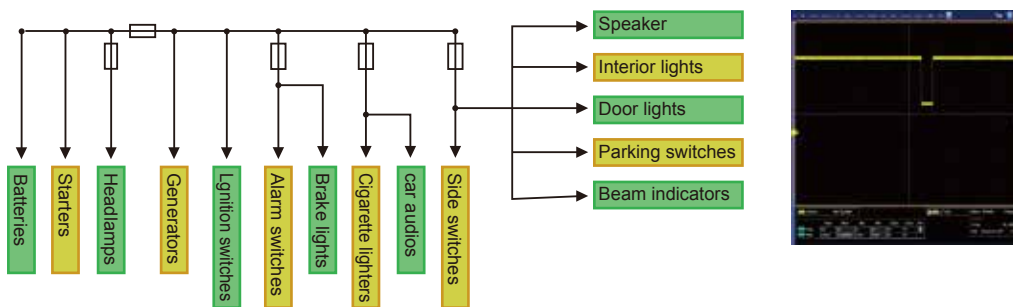 Speaker
Interior lights
Door lights
Parking switches
Beam indicators
Batteries
Starters
Headlamps
Generators
Lgnition switches
Alarm switches
Brake lights
Cigarette lighters
car audios
Side switches